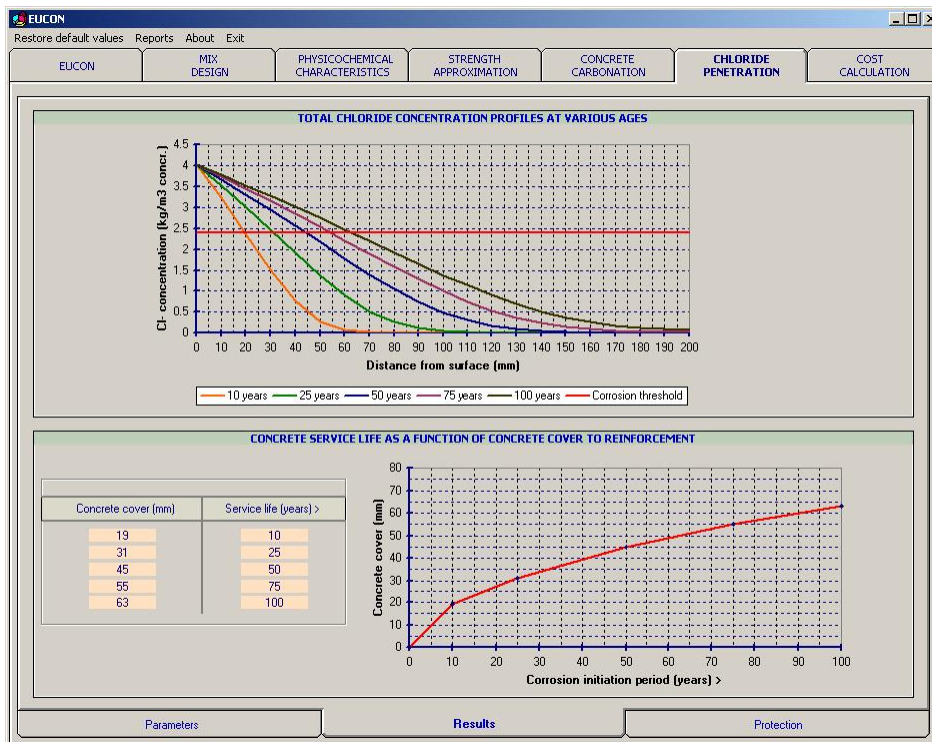 EUCON
Restore default values Reports About Exit
EUCON
MIX
DESIGN
PHYSICOCHEMICAL
CHARACTERISTICS
STRENGTH
APPROXIMATION
CONCRETE
CARBONATION
CHLORIDE
PENETRATION
COST
CALCULATION
TOTAL CHLORIDE CONCENTRATION PROFILES AT VARIOUS AGES
Cl- concentration (kg/m3 concr.)
4.5
4
3.5
3
2.5
2
1.5
1
0.5
0
0 10 20 30 40 50 60 70 80 90 100 110 120 130 140 150 160 170 180 190 200
Distance from surface (mm)
10 years 25 years 50 years 75 years 100 years Corrosion threshold
CONCRETE SERVICE LIFE AS A FUNCTION OF CONCRETE COVER TO REINFORCEMENT
Concrete cover (mm) Service life (years) >
19 10
31 25
45 50
55 75
63 100
Concrete cover (mm)
80
70
60
50
40
30
20
10
0
0 10 20 30 40 50 60 70 80 90 100
Corrosion initiation period (years) >
Parameters Results Protection